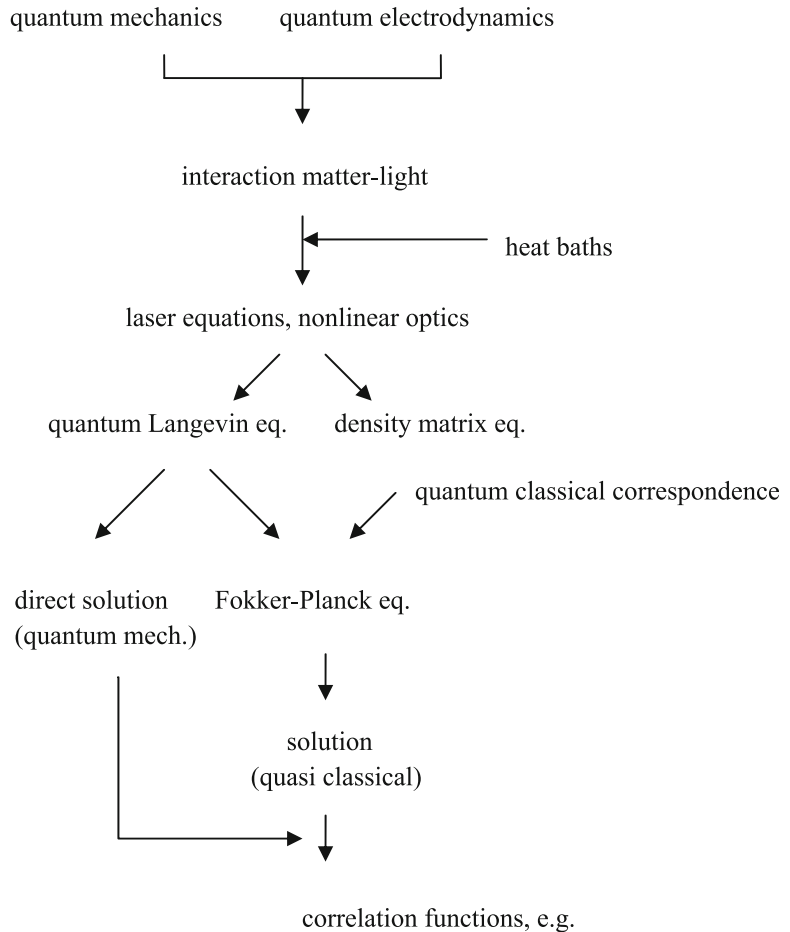 quantum mechanics quantum electrodynamics
interaction matter-light
heat baths
laser equations, nonlinear optics
quantum Langevin eq. density matrix eq.
quantum classical correspondence
direct solution Fokker-Planck eq.
(quantum mech.)
solution
(quasi classical)
correlation functions, e.g.